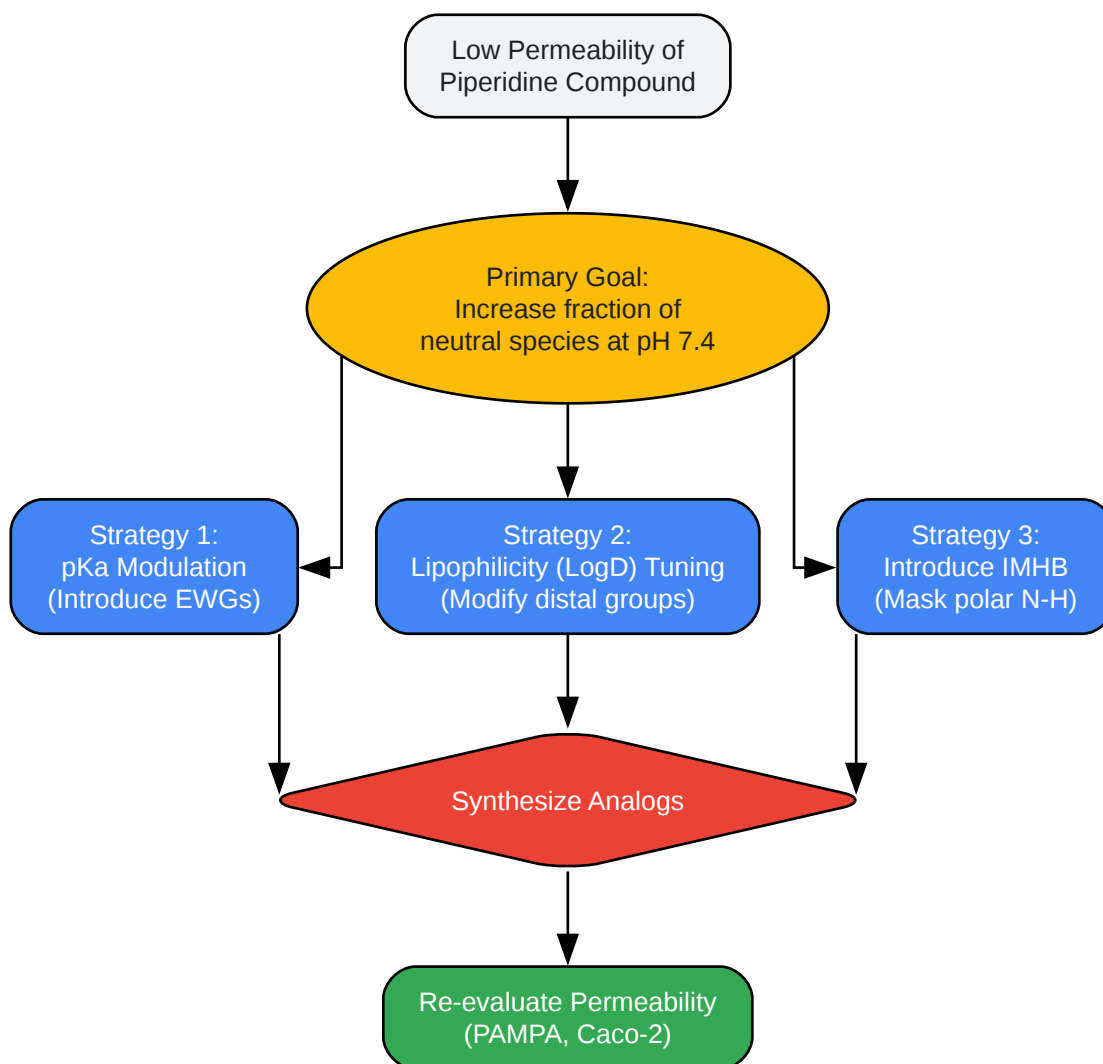 Low Permeability of
Piperidine Compound
Primary Goal:
Increase fraction of
neutral species at pH 7.4
Strategy 1:
pKa Modulation
(Introduce EWGs)
Strategy 2:
Lipophilicity (LogD) Tuning
(Modify distal groups)
Strategy 3:
Introduce IMHB
(Mask polar N-H)
Synthesize Analogs
Re-evaluate Permeability
(PAMPA, Caco-2)